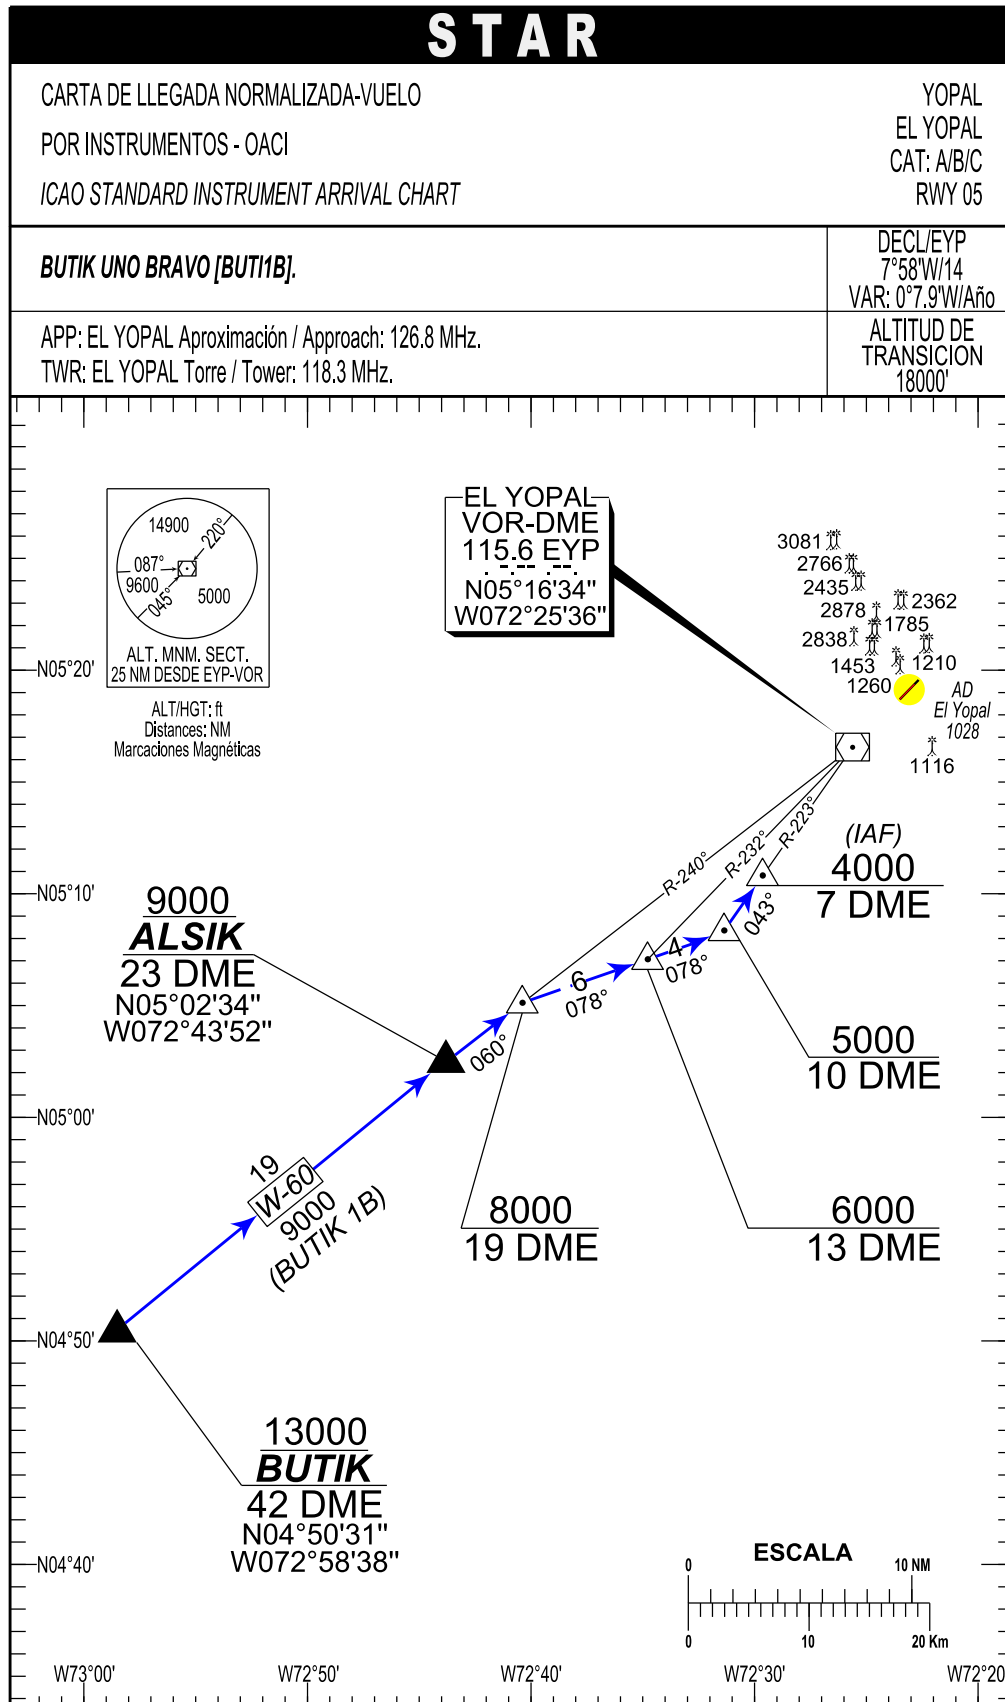 STAR
CARTA DE LLEGADA NORMALIZADA-VUELO
POR INSTRUMENTOS - OACI
ICAO STANDARD INSTRUMENT ARRIVAL CHART
YOPAL
EL YOPAL
CAT: A/B/C
RWY 05
BUTIK UNO BRAVO [BUTI1B].
DECL/EYP
7°58'W/14
VAR: 0°7.9'W/Año
APP: EL YOPAL Aproximación / Approach: 126.8 MHz.
TWR: EL YOPAL Torre / Tower: 118.3 MHz.
ALTITUD DE
TRANSICION
18000'
14900
220°
087°
9600
045°
5000
ALT. MNM. SECT.
25 NM DESDE EYP-VOR
ALT/HGT: ft
Distances: NM
Marcaciones Magnéticas
EL YOPAL
VOR-DME
115.6 EYP
N05°16'34"
W072°25'36"
3081
2766
2435
2362
2878
1785
2838
1453
1210
1260
AD
El Yopal
1028
1116
N05°20'
N05°10'
N05°00'
N04°50'
N04°40'
R-240°
R-232°
R-223°
(IAF)
4000
7 DME
043°
4
078°
6
078°
060°
9000
ALSIK
23 DME
N05°02'34"
W072°43'52"
5000
10 DME
6000
13 DME
8000
19 DME
19
W-60
9000
(BUTIK 1B)
13000
BUTIK
42 DME
N04°50'31"
W072°58'38"
ESCALA
0
10 NM
0
10
20 Km
W73°00'
W72°50'
W72°40'
W72°30'
W72°20'